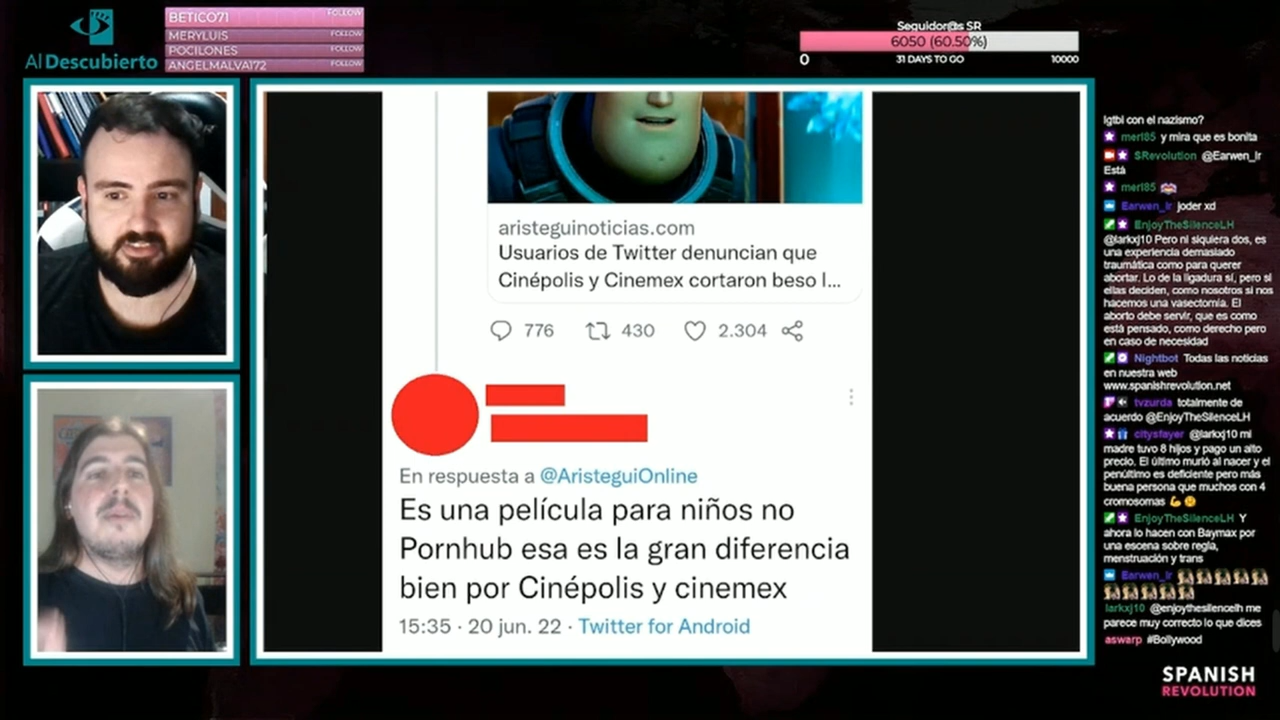 Al Descubierto
BETICO71 FOLLOW
MERYLUIS FOLLOW
POCILONES FOLLOW
ANGELMALVA172 FOLLOW
Seguidor@s SR
6050 (60.50%)
0 31 DAYS TO GO 10000
aristeguinoticias.com
Usuarios de Twitter denuncian que
Cinépolis y Cinemex cortaron beso l...
776 430 2.304
En respuesta a @AristeguiOnline
Es una película para niños no
Pornhub esa es la gran diferencia
bien por Cinépolis y cinemex
15:35 · 20 jun. 22 · Twitter for Android
lgtbi con el nazismo?
meri85 y mira que es bonita
SRevolution @Earwen_Ir
Está
meri85
Earwen_Ir joder xd
EnjoyTheSilenceLH
@larkxj10 Pero ni siquiera dos, es
una experiencia demasiado
traumática como para querer
abortar. Lo de la ligadura sí, pero si
ellas deciden, como nosotros si nos
hacemos una vasectomía. El
aborto debe servir, que es como
está pensado, como derecho pero
en caso de necesidad
Nightbot Todas las noticias
en nuestra web
www.spanishrevolution.net
tvzurda totalmente de
acuerdo @EnjoyTheSilenceLH
citysfayer @larkxj10 mi
madre tuvo 8 hijos y pago un alto
precio. El último murió al nacer y el
penúltimo es deficiente pero más
buena persona que muchos con 4
cromosomas
EnjoyTheSilenceLH Y
ahora lo hacen con Baymax por
una escena sobre regla,
menstruación y trans
Earwen_Ir
larkxj10 @enjoythesilencelh me
parece muy correcto lo que dices
aswarp #Bollywood
SPANISH
REVOLUTION